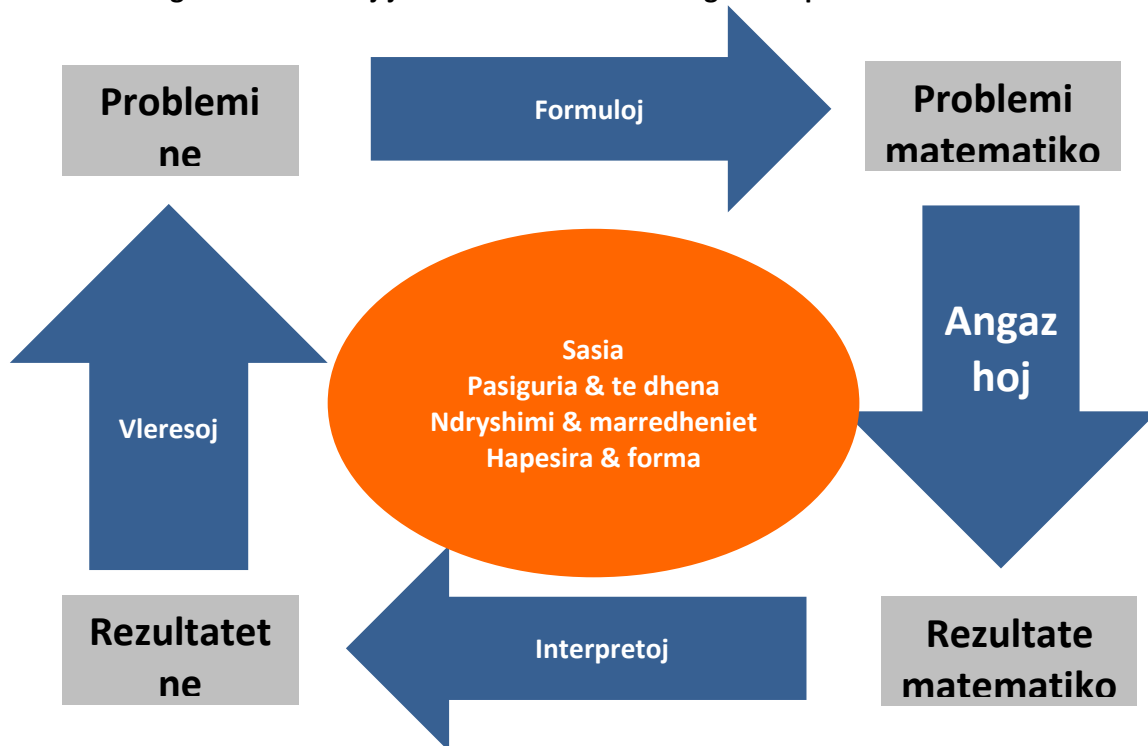 Problemi
ne
Formuloj
Problemi
matematiko
Angaz
hoj
Sasia
Pasiguria & te dhena
Ndryshimi & marredheniet
Hapesira & forma
Vleresoj
Rezultatet
ne
Interpretoj
Rezultate
matematiko